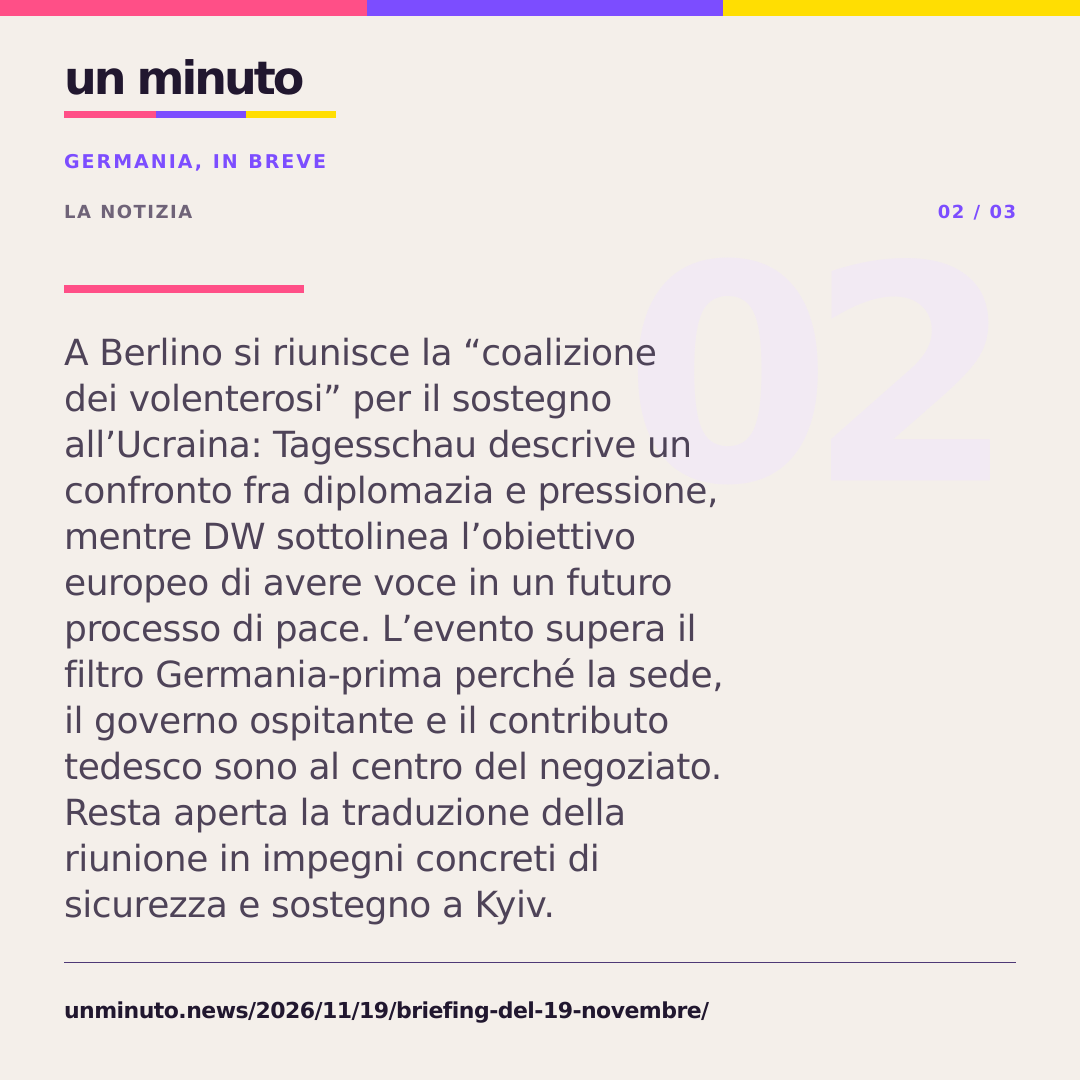 un minuto
GERMANIA, IN BREVE
LA NOTIZIA
02 / 03
02
A Berlino si riunisce la “coalizione
dei volenterosi” per il sostegno
all’Ucraina: Tagesschau descrive un
confronto fra diplomazia e pressione,
mentre DW sottolinea l’obiettivo
europeo di avere voce in un futuro
processo di pace. L’evento supera il
filtro Germania-prima perché la sede,
il governo ospitante e il contributo
tedesco sono al centro del negoziato.
Resta aperta la traduzione della
riunione in impegni concreti di
sicurezza e sostegno a Kyiv.
unminuto.news/2026/11/19/briefing-del-19-novembre/